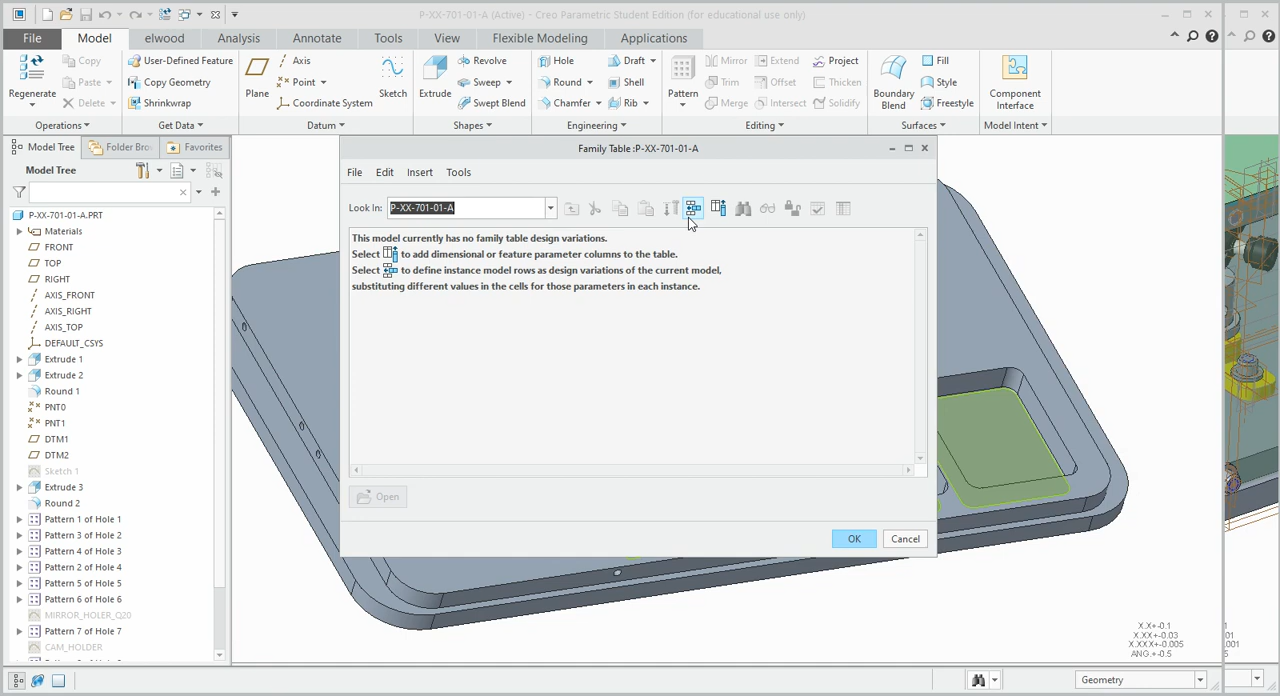 P-XX-701-01-A (Active) - Creo Parametric Student Edition (for educational use only)
File Model elwood Analysis Annotate Tools View Flexible Modeling Applications
Regenerate
Copy
Paste
Delete
Operations
User-Defined Feature
Copy Geometry
Shrinkwrap
Get Data
Plane
Axis
Point
Coordinate System
Sketch
Datum
Extrude
Revolve
Sweep
Swept Blend
Shapes
Hole
Round
Chamfer
Draft
Shell
Rib
Engineering
Pattern
Mirror
Trim
Merge
Extend
Offset
Intersect
Project
Thicken
Solidify
Editing
Boundary
Blend
Fill
Style
Freestyle
Surfaces
Component
Interface
Model Intent
Model Tree
Favorites
Model Tree
P-XX-701-01-A.PRT
Materials
FRONT
TOP
RIGHT
AXIS_FRONT
AXIS_RIGHT
AXIS_TOP
DEFAULT_CSYS
Extrude 1
Extrude 2
Round 1
PNT0
PNT1
DTM1
DTM2
Sketch 1
Extrude 3
Round 2
Pattern 1 of Hole 1
Pattern 3 of Hole 2
Pattern 4 of Hole 3
Pattern 2 of Hole 4
Pattern 5 of Hole 5
Pattern 6 of Hole 6
MIRROR_HOLER_Q20
Pattern 7 of Hole 7
CAM_HOLDER
Family Table :P-XX-701-01-A
File Edit Insert Tools
Look In: P-XX-701-01-A
This model currently has no family table design variations.
Select to add dimensional or feature parameter columns to the table.
Select to define instance model rows as design variations of the current model,
substituting different values in the cells for those parameters in each instance.
Open
OK Cancel
X.X+-0.1
X.XX+-0.03
X.XXX+-0.005
ANG.+-0.5
Geometry